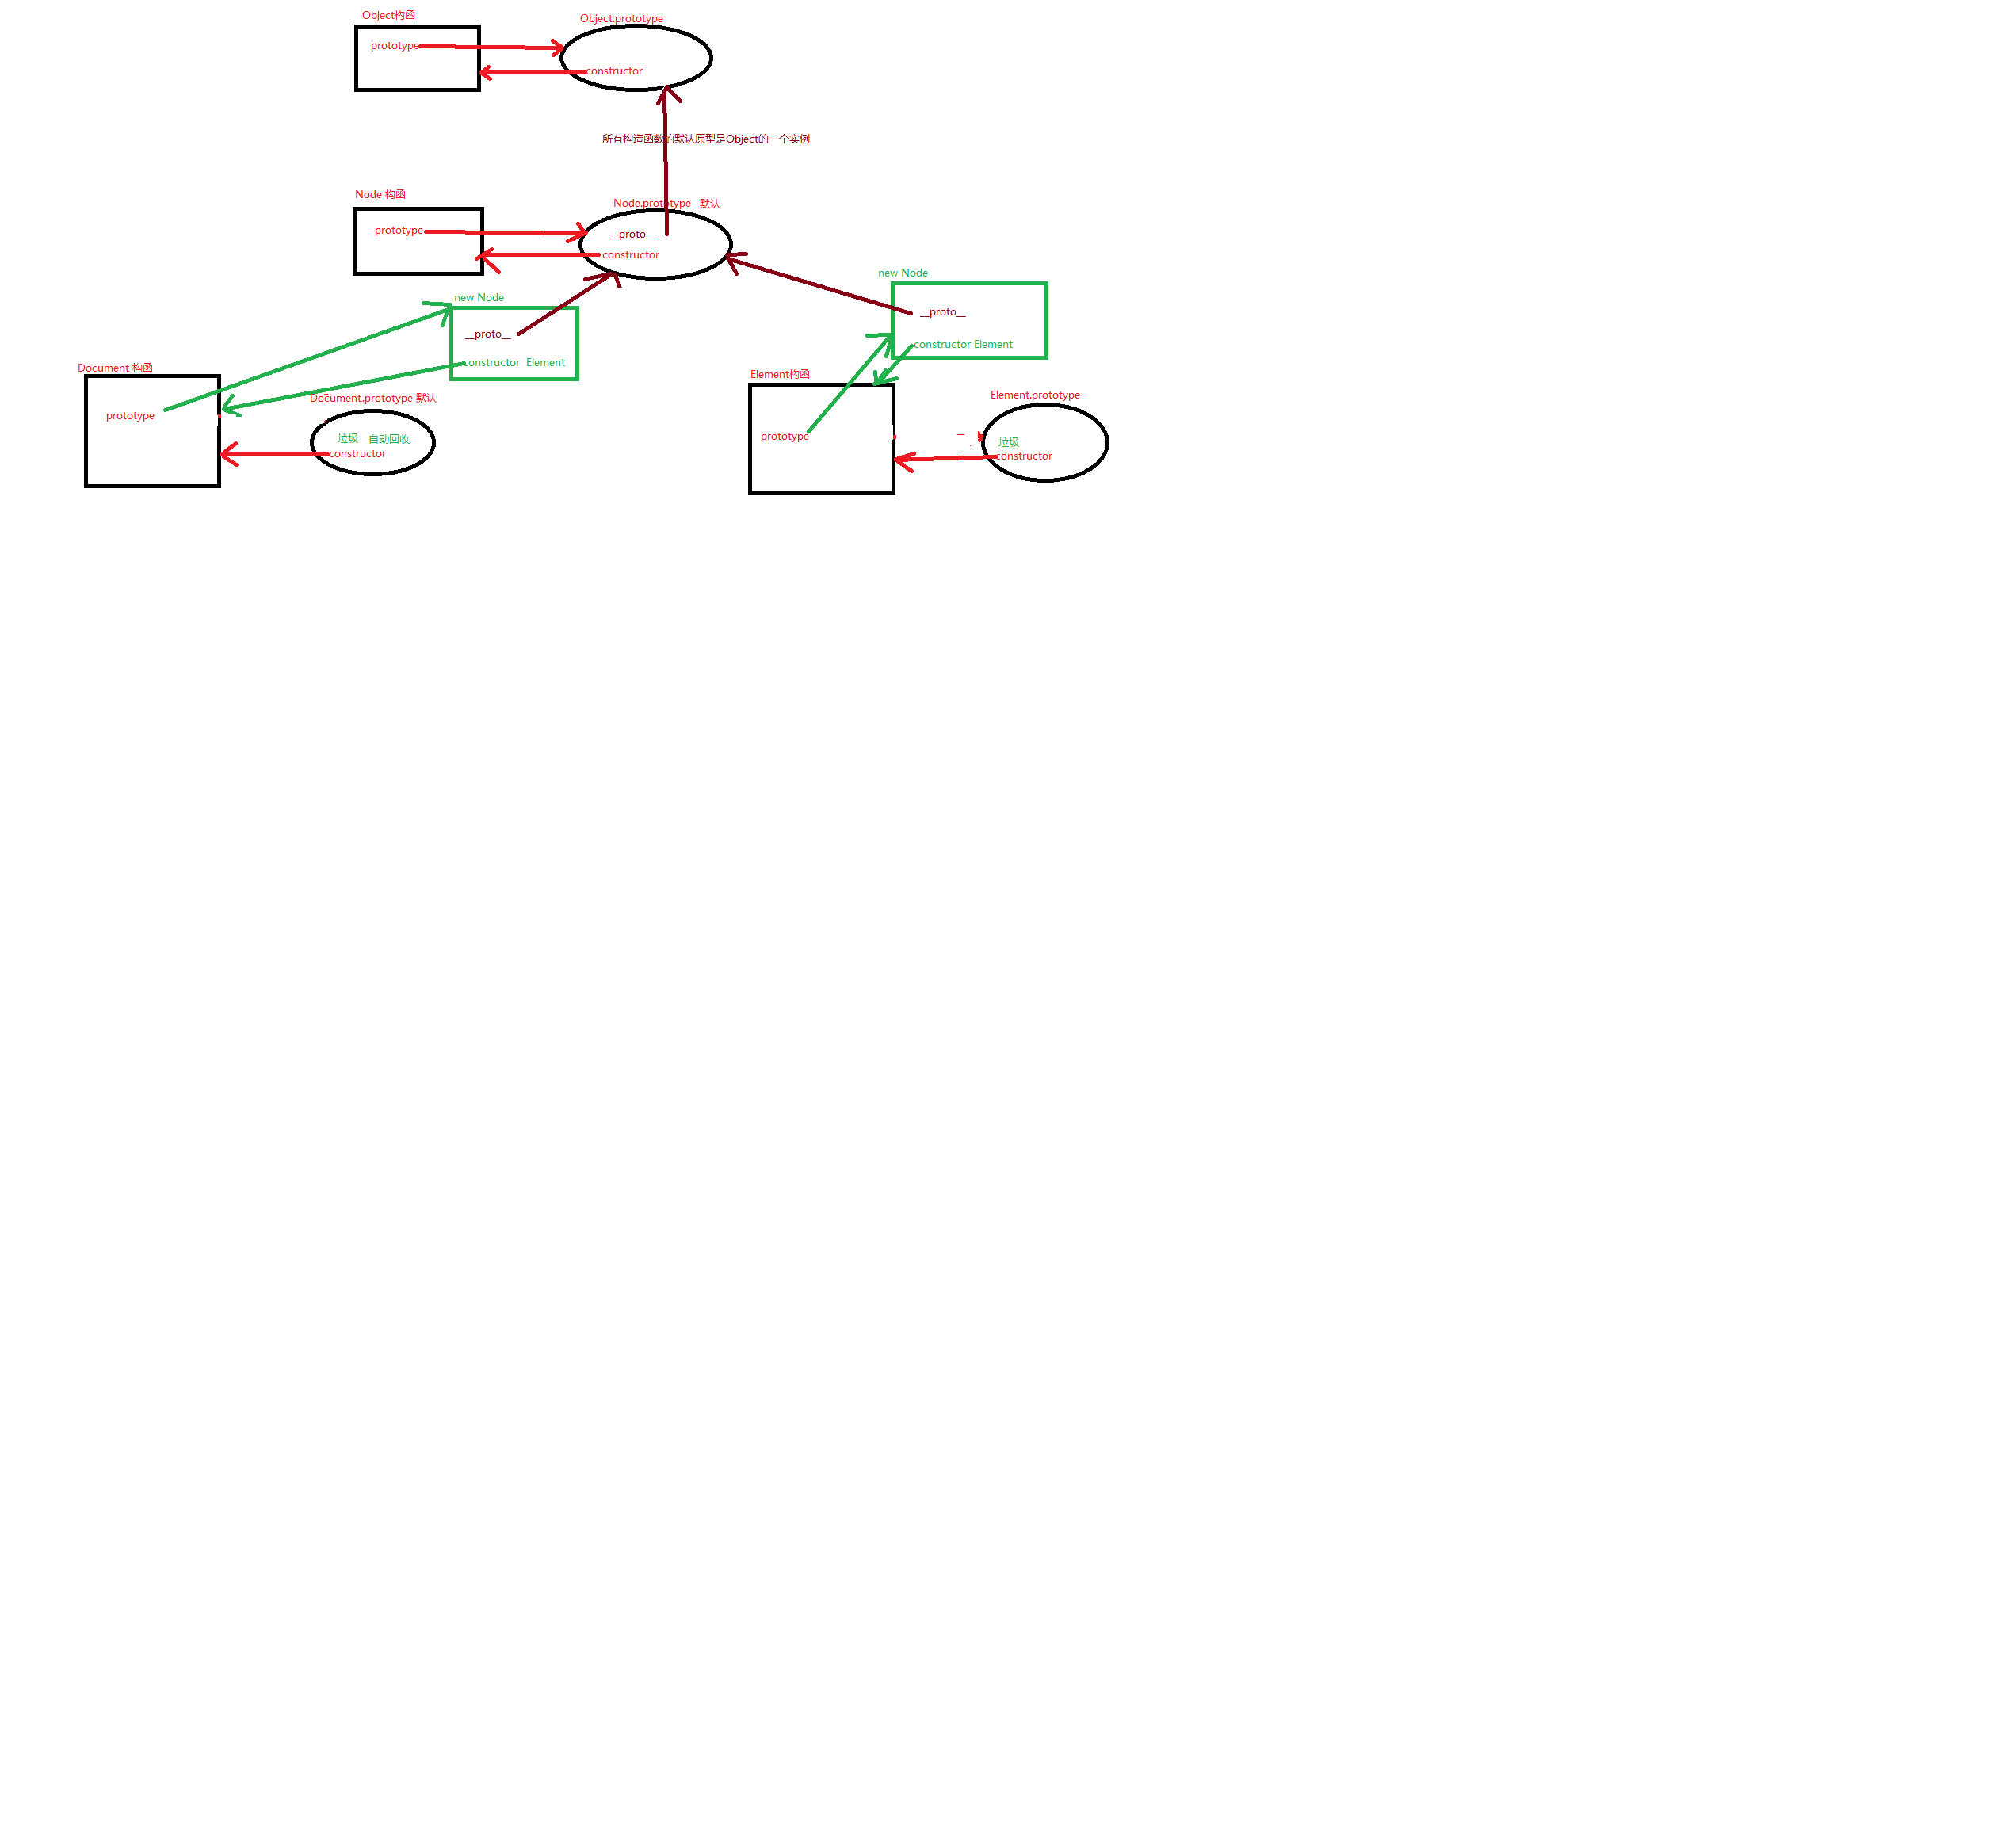 Object构函
Object.prototype
prototype
constructor
所有构造函数的默认原型是Object的一个实例
Node 构函
Node.prototype 默认
prototype
__proto__
constructor
new Node
new Node
__proto__
__proto__
constructor Element
constructor Element
Document 构函
Element构函
Document.prototype 默认
Element.prototype
prototype
垃圾 自动回收
constructor
prototype
垃圾
constructor